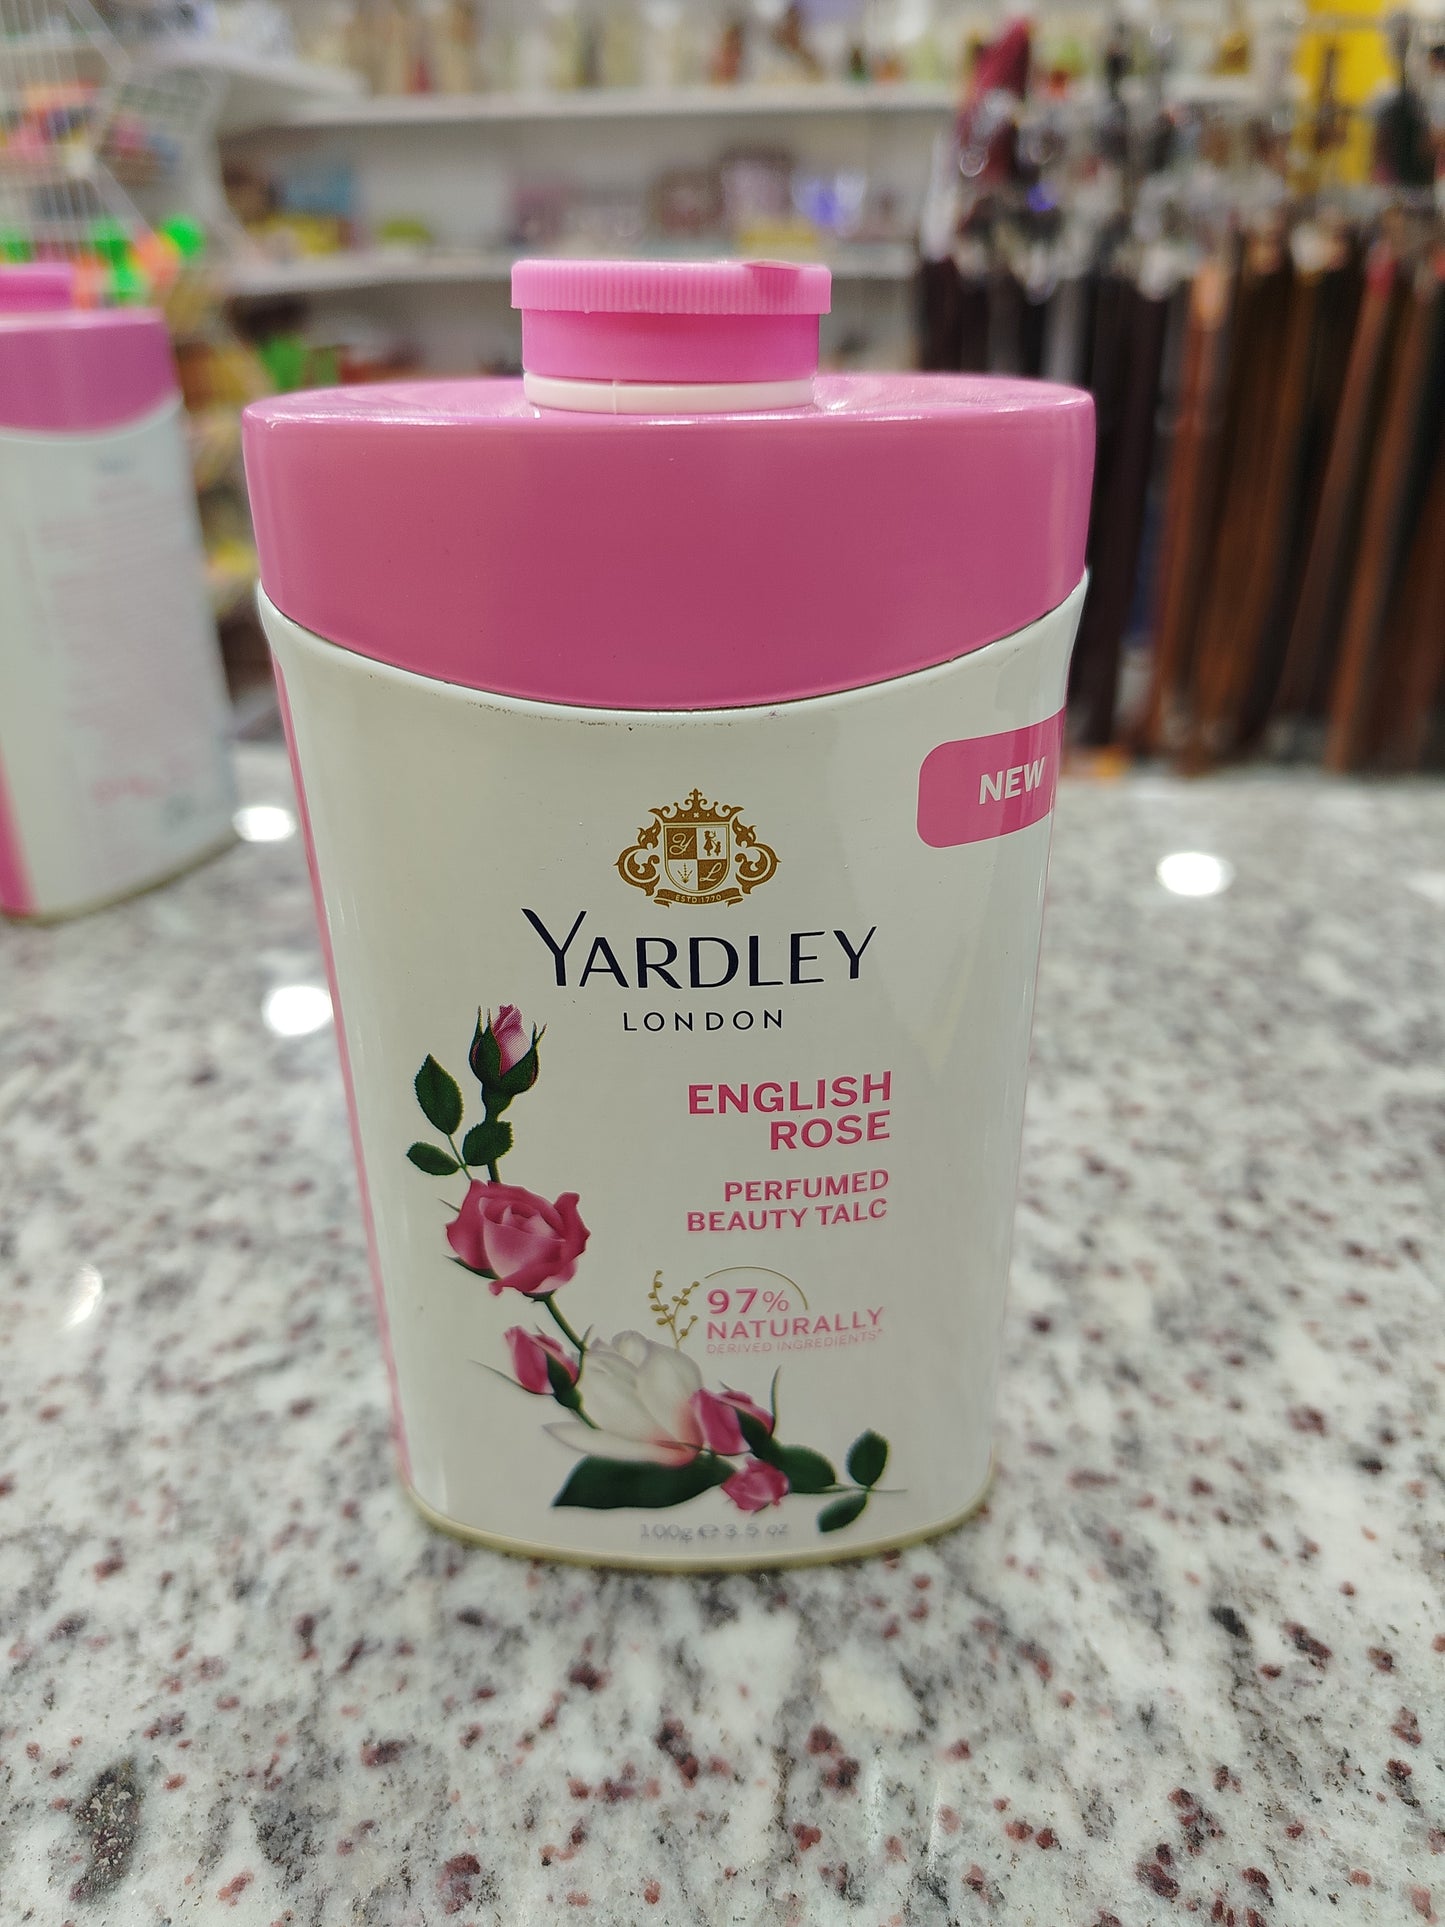 NEW
Y
L
ESTD 1770
YARDLEY
LONDON
ENGLISH
ROSE
PERFUMED
BEAUTY TALC
97%
NATURALLY
DERIVED INGREDIENTS*
100g e 3.5 oz